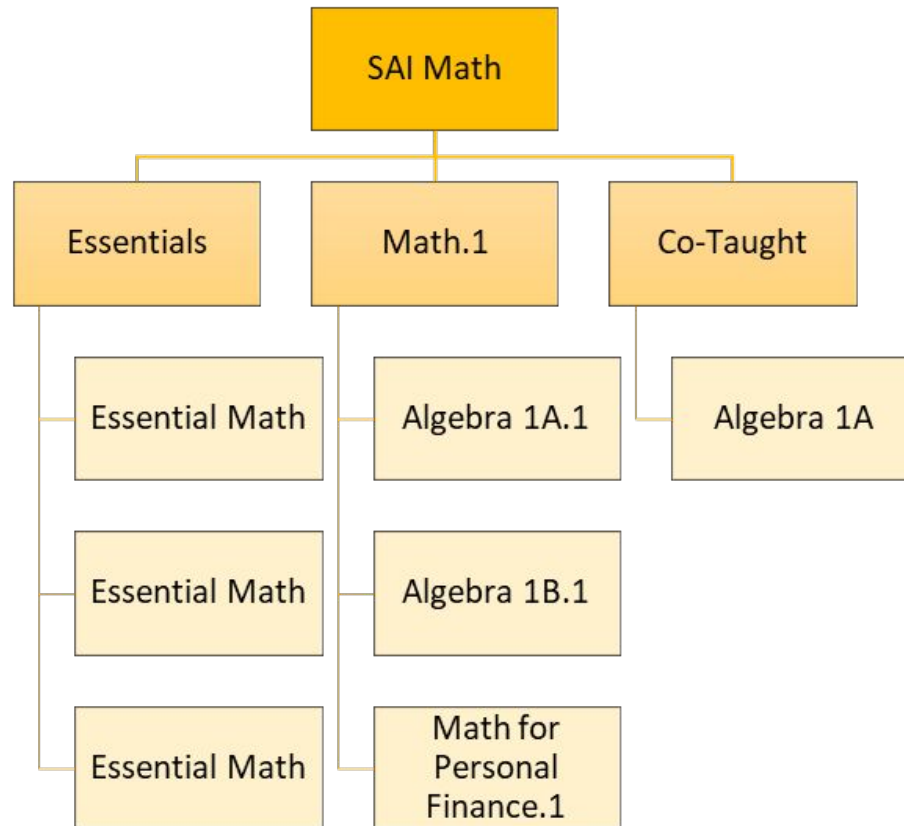 SAI Math
Essentials
Math.1
Co-Taught
Essential Math
Algebra 1A.1
Algebra 1A
Essential Math
Algebra 1B.1
Essential Math
Math for
Personal
Finance.1